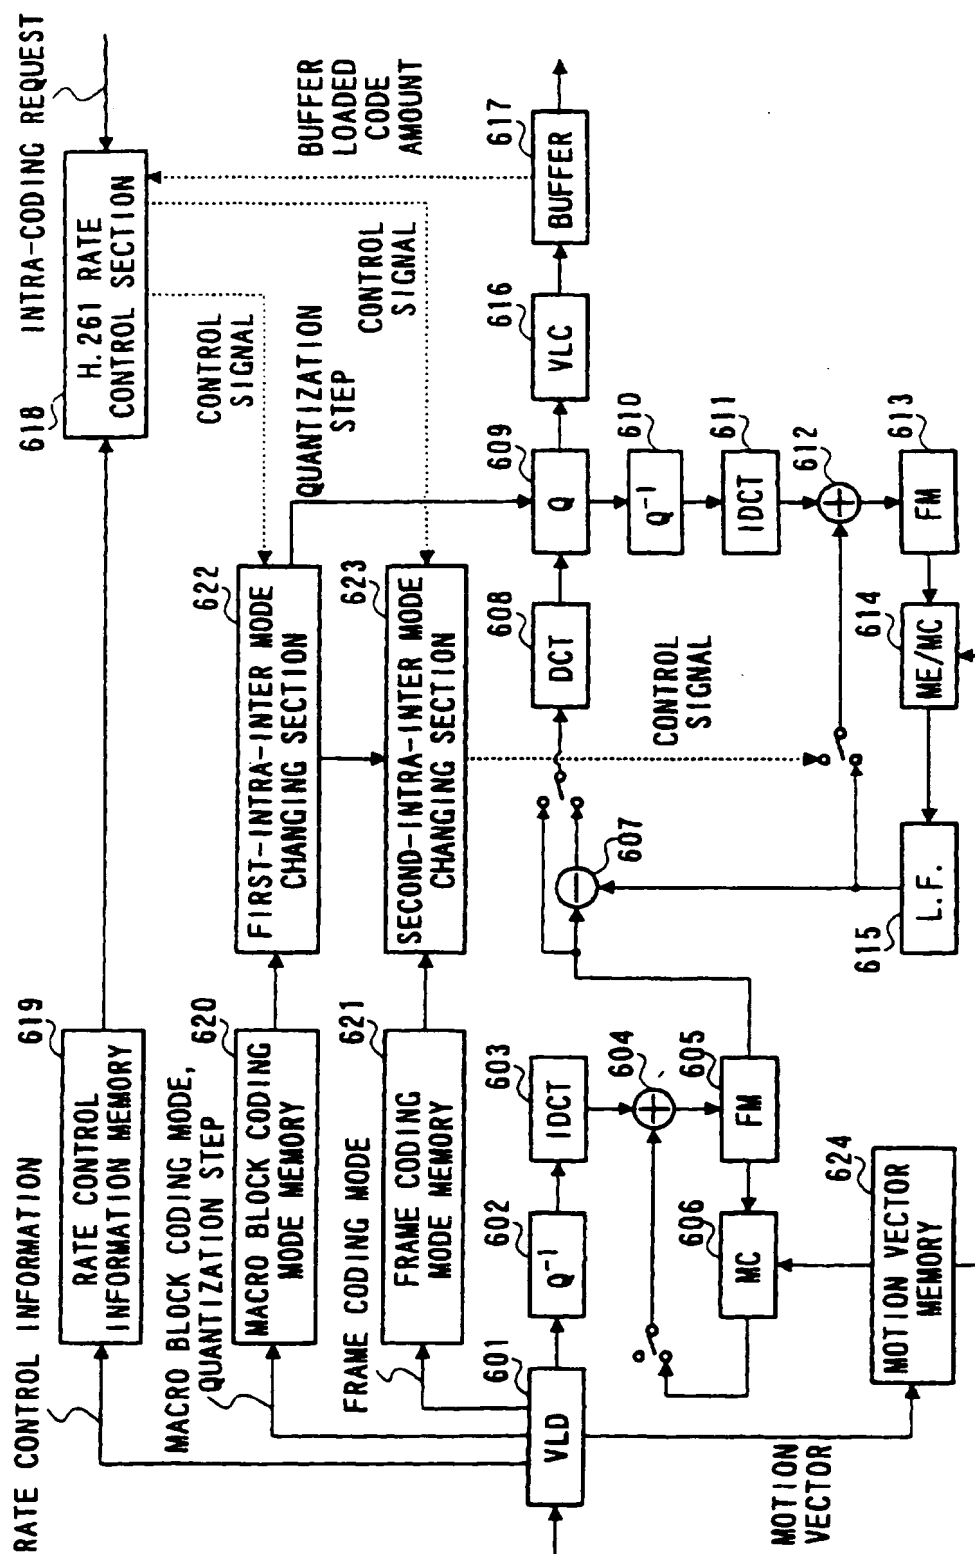 RATE CONTROL INFORMATION
619
RATE CONTROL
INFORMATION MEMORY
618
H.261 RATE
CONTROL SECTION
INTRA-CODING REQUEST
MACRO BLOCK CODING MODE,
QUANTIZATION STEP
620
MACRO BLOCK CODING
MODE MEMORY
622
FIRST-INTRA-INTER MODE
CHANGING SECTION
CONTROL
SIGNAL
QUANTIZATION
STEP
CONTROL
SIGNAL
BUFFER
LOADED
CODE
AMOUNT
FRAME CODING MODE
621
FRAME CODING
MODE MEMORY
623
SECOND-INTRA-INTER MODE
CHANGING SECTION
601
VLD
602
Q-1
603
IDCT
604
605
FM
606
MC
607
608
DCT
609
Q
616
VLC
617
BUFFER
610
Q-1
611
IDCT
612
613
FM
614
ME/MC
615
L.F.
CONTROL
SIGNAL
MOTION
VECTOR
624
MOTION VECTOR
MEMORY